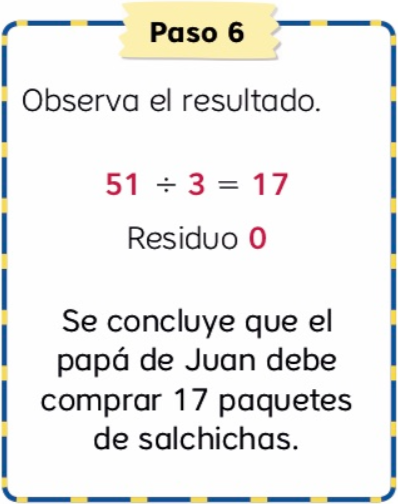 Paso 6
Observa el resultado.
51 ÷ 3 = 17
Residuo 0
Se concluye que el
papá de Juan debe
comprar 17 paquetes
de salchichas.